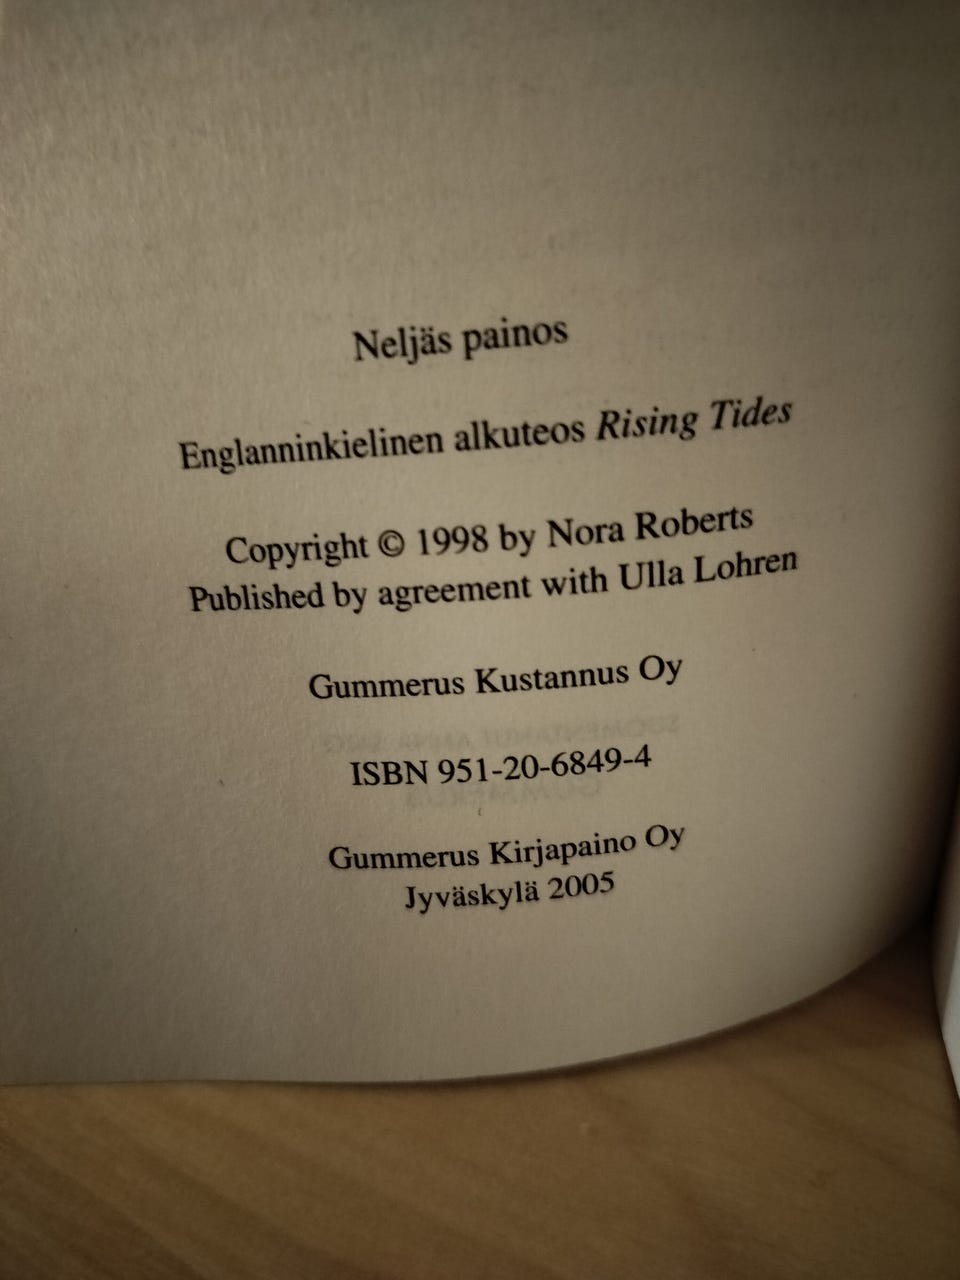 Neljäs painos
Englanninkielinen alkuteos Rising Tides
Copyright © 1998 by Nora Roberts
Published by agreement with Ulla Lohren
Gummerus Kustannus Oy
ISBN 951-20-6849-4
Gummerus Kirjapaino Oy
Jyväskylä 2005